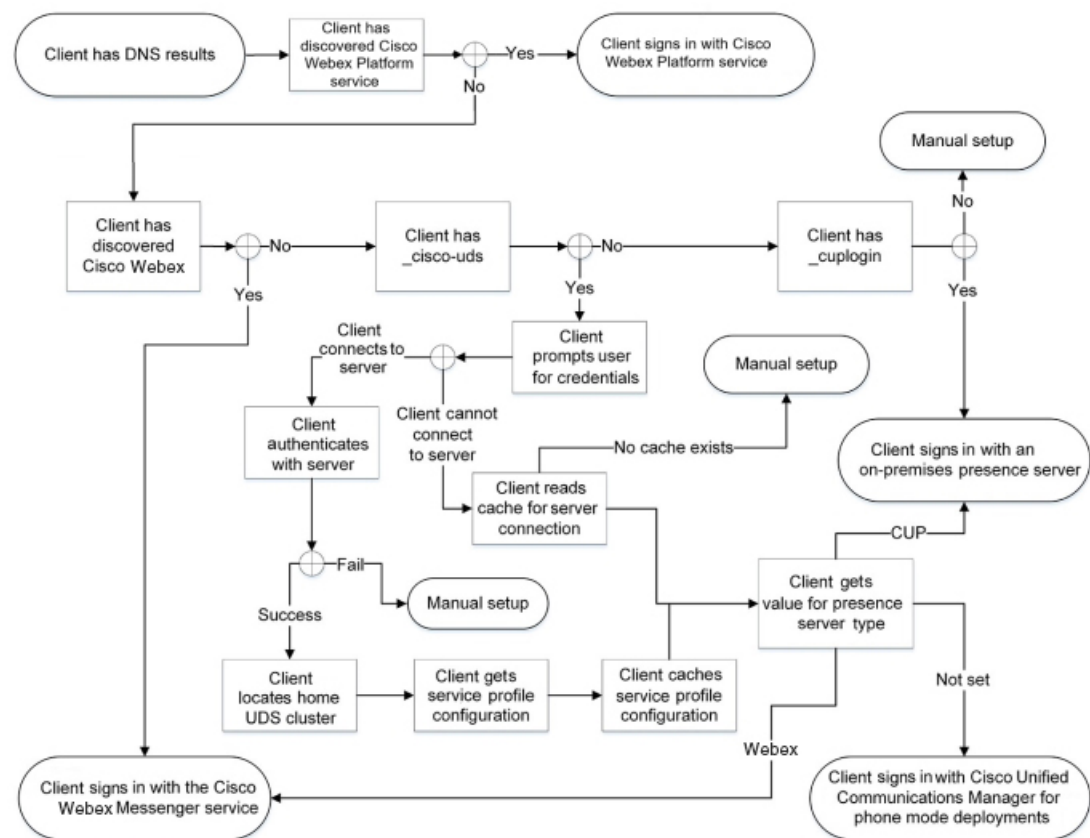 Client has DNS results
Client has
discovered Cisco
Webex Platform
service
Yes
Client signs in with Cisco
Webex Platform service
No
Manual setup
No
Client has
discovered
Cisco Webex
No
Client has
_cisco-uds
No
Client has
_cuplogin
Yes
Yes
Yes
Client
connects to
server
Client
prompts user
for credentials
Manual setup
Client cannot
connect
to server
Client
authenticates
with server
No cache exists
Client signs in with an
on-premises presence server
Client reads
cache for server
connection
CUP
Fail
Manual setup
Client gets
value for presence
server type
Success
Client
locates home
UDS cluster
Client gets
service profile
configuration
Client caches
service profile
configuration
Not set
Webex
Client signs in with the Cisco
Webex Messenger service
Client signs in with Cisco Unified
Communications Manager for
phone mode deployments